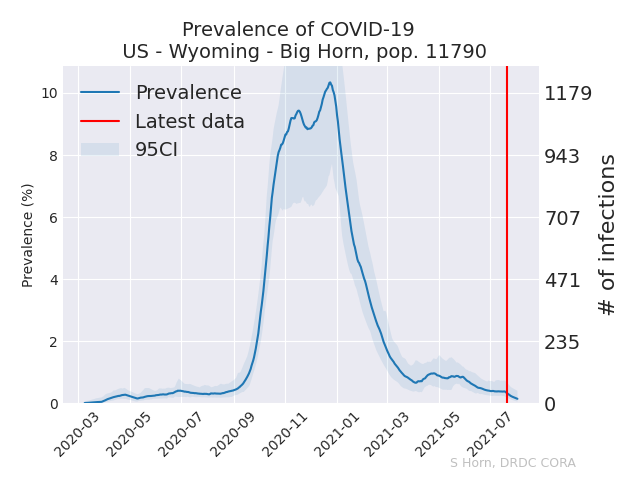 Prevalence of COVID-19
US - Wyoming - Big Horn, pop. 11790
Prevalence
Latest data
95CI
Prevalence (%)
10
8
6
4
2
0
1179
943
707
471
235
0
# of infections
2020-03
2020-05
2020-07
2020-09
2020-11
2021-01
2021-03
2021-05
2021-07
S Horn, DRDC CORA